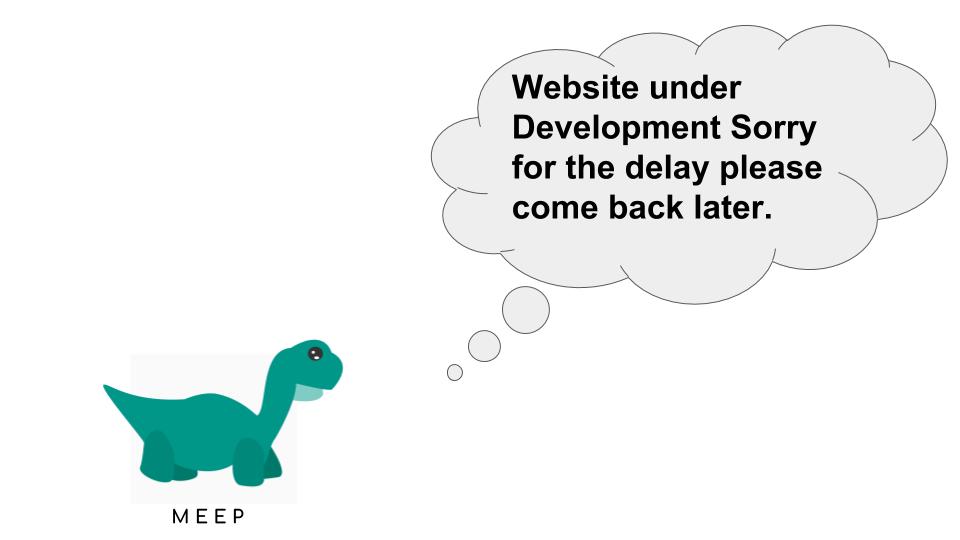 Website under
Development Sorry
for the delay please
come back later.
MEEP